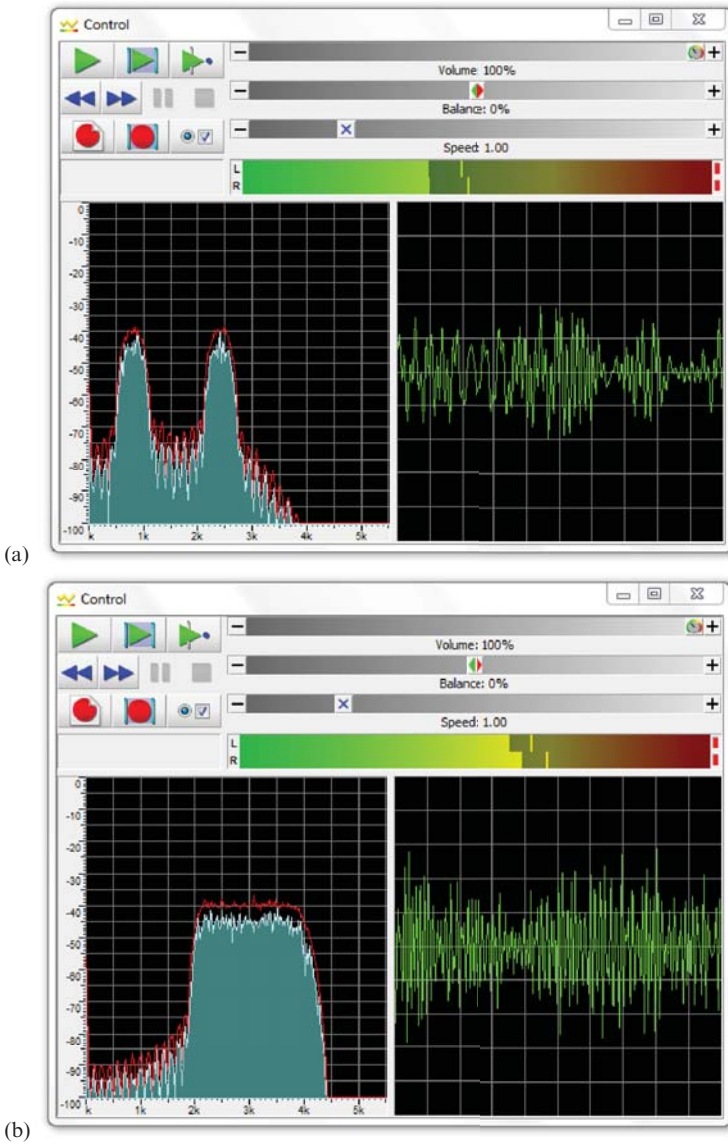 (a)
Control
Volume: 100%
Balance: 0%
Speed: 1.00
L
R
0
-10
-20
-30
-40
-50
-60
-70
-80
-90
-100
k 1k 2k 3k 4k 5k
(b)
Control
Volume: 100%
Balance: 0%
Speed: 1.00
L
R
0
-10
-20
-30
-40
-50
-60
-70
-80
-90
-100
k 1k 2k 3k 4k 5k